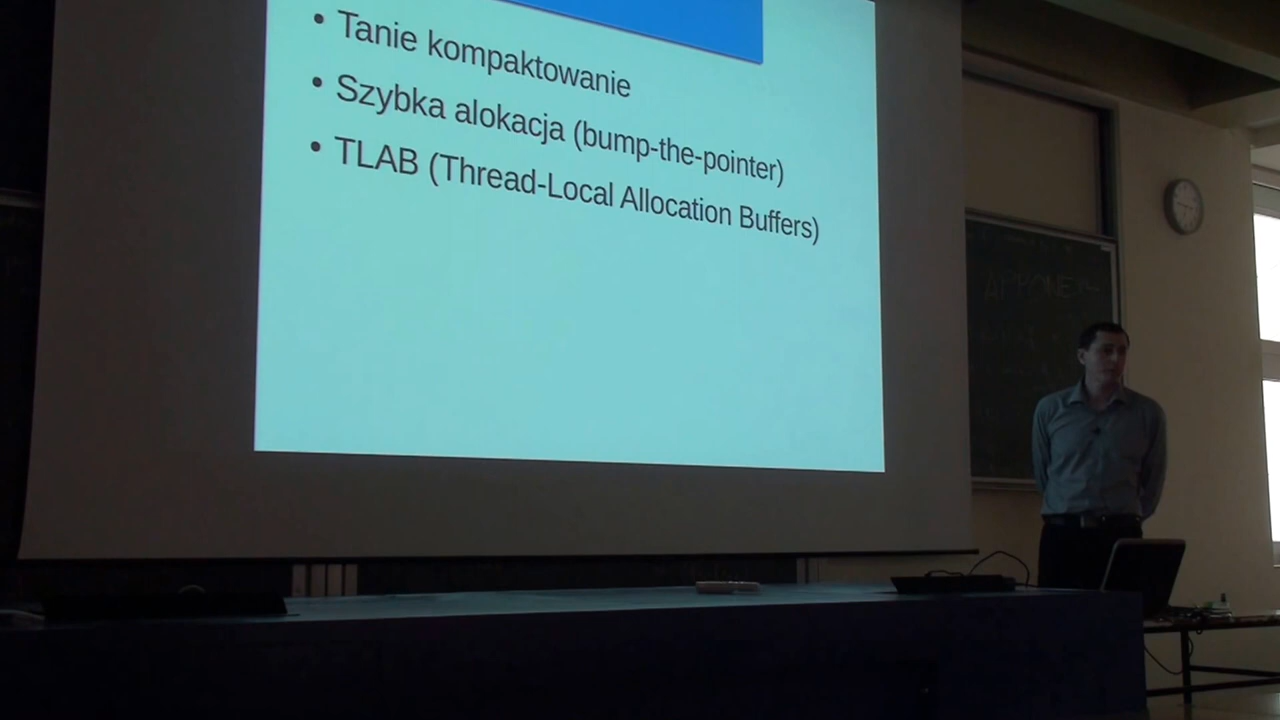 • Tanie kompaktowanie
• Szybka alokacja (bump-the-pointer)
• TLAB (Thread-Local Allocation Buffers)